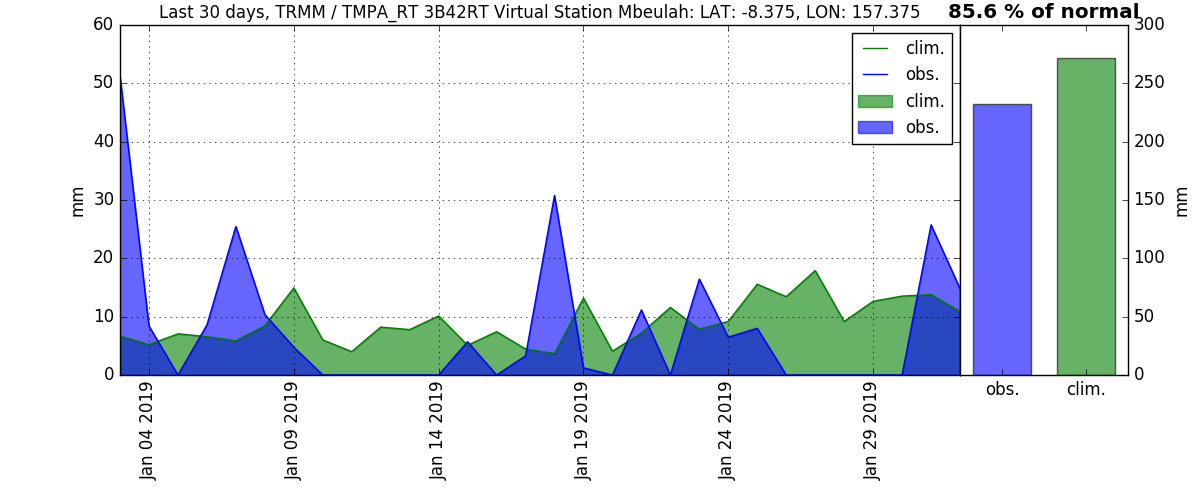 Last 30 days, TRMM / TMPA_RT 3B42RT Virtual Station Mbeulah: LAT: -8.375, LON: 157.375
85.6 % of normal
60
50
40
30
20
10
0
mm
clim.
obs.
clim.
obs.
Jan 04 2019
Jan 09 2019
Jan 14 2019
Jan 19 2019
Jan 24 2019
Jan 29 2019
300
250
200
150
100
50
0
mm
obs.
clim.